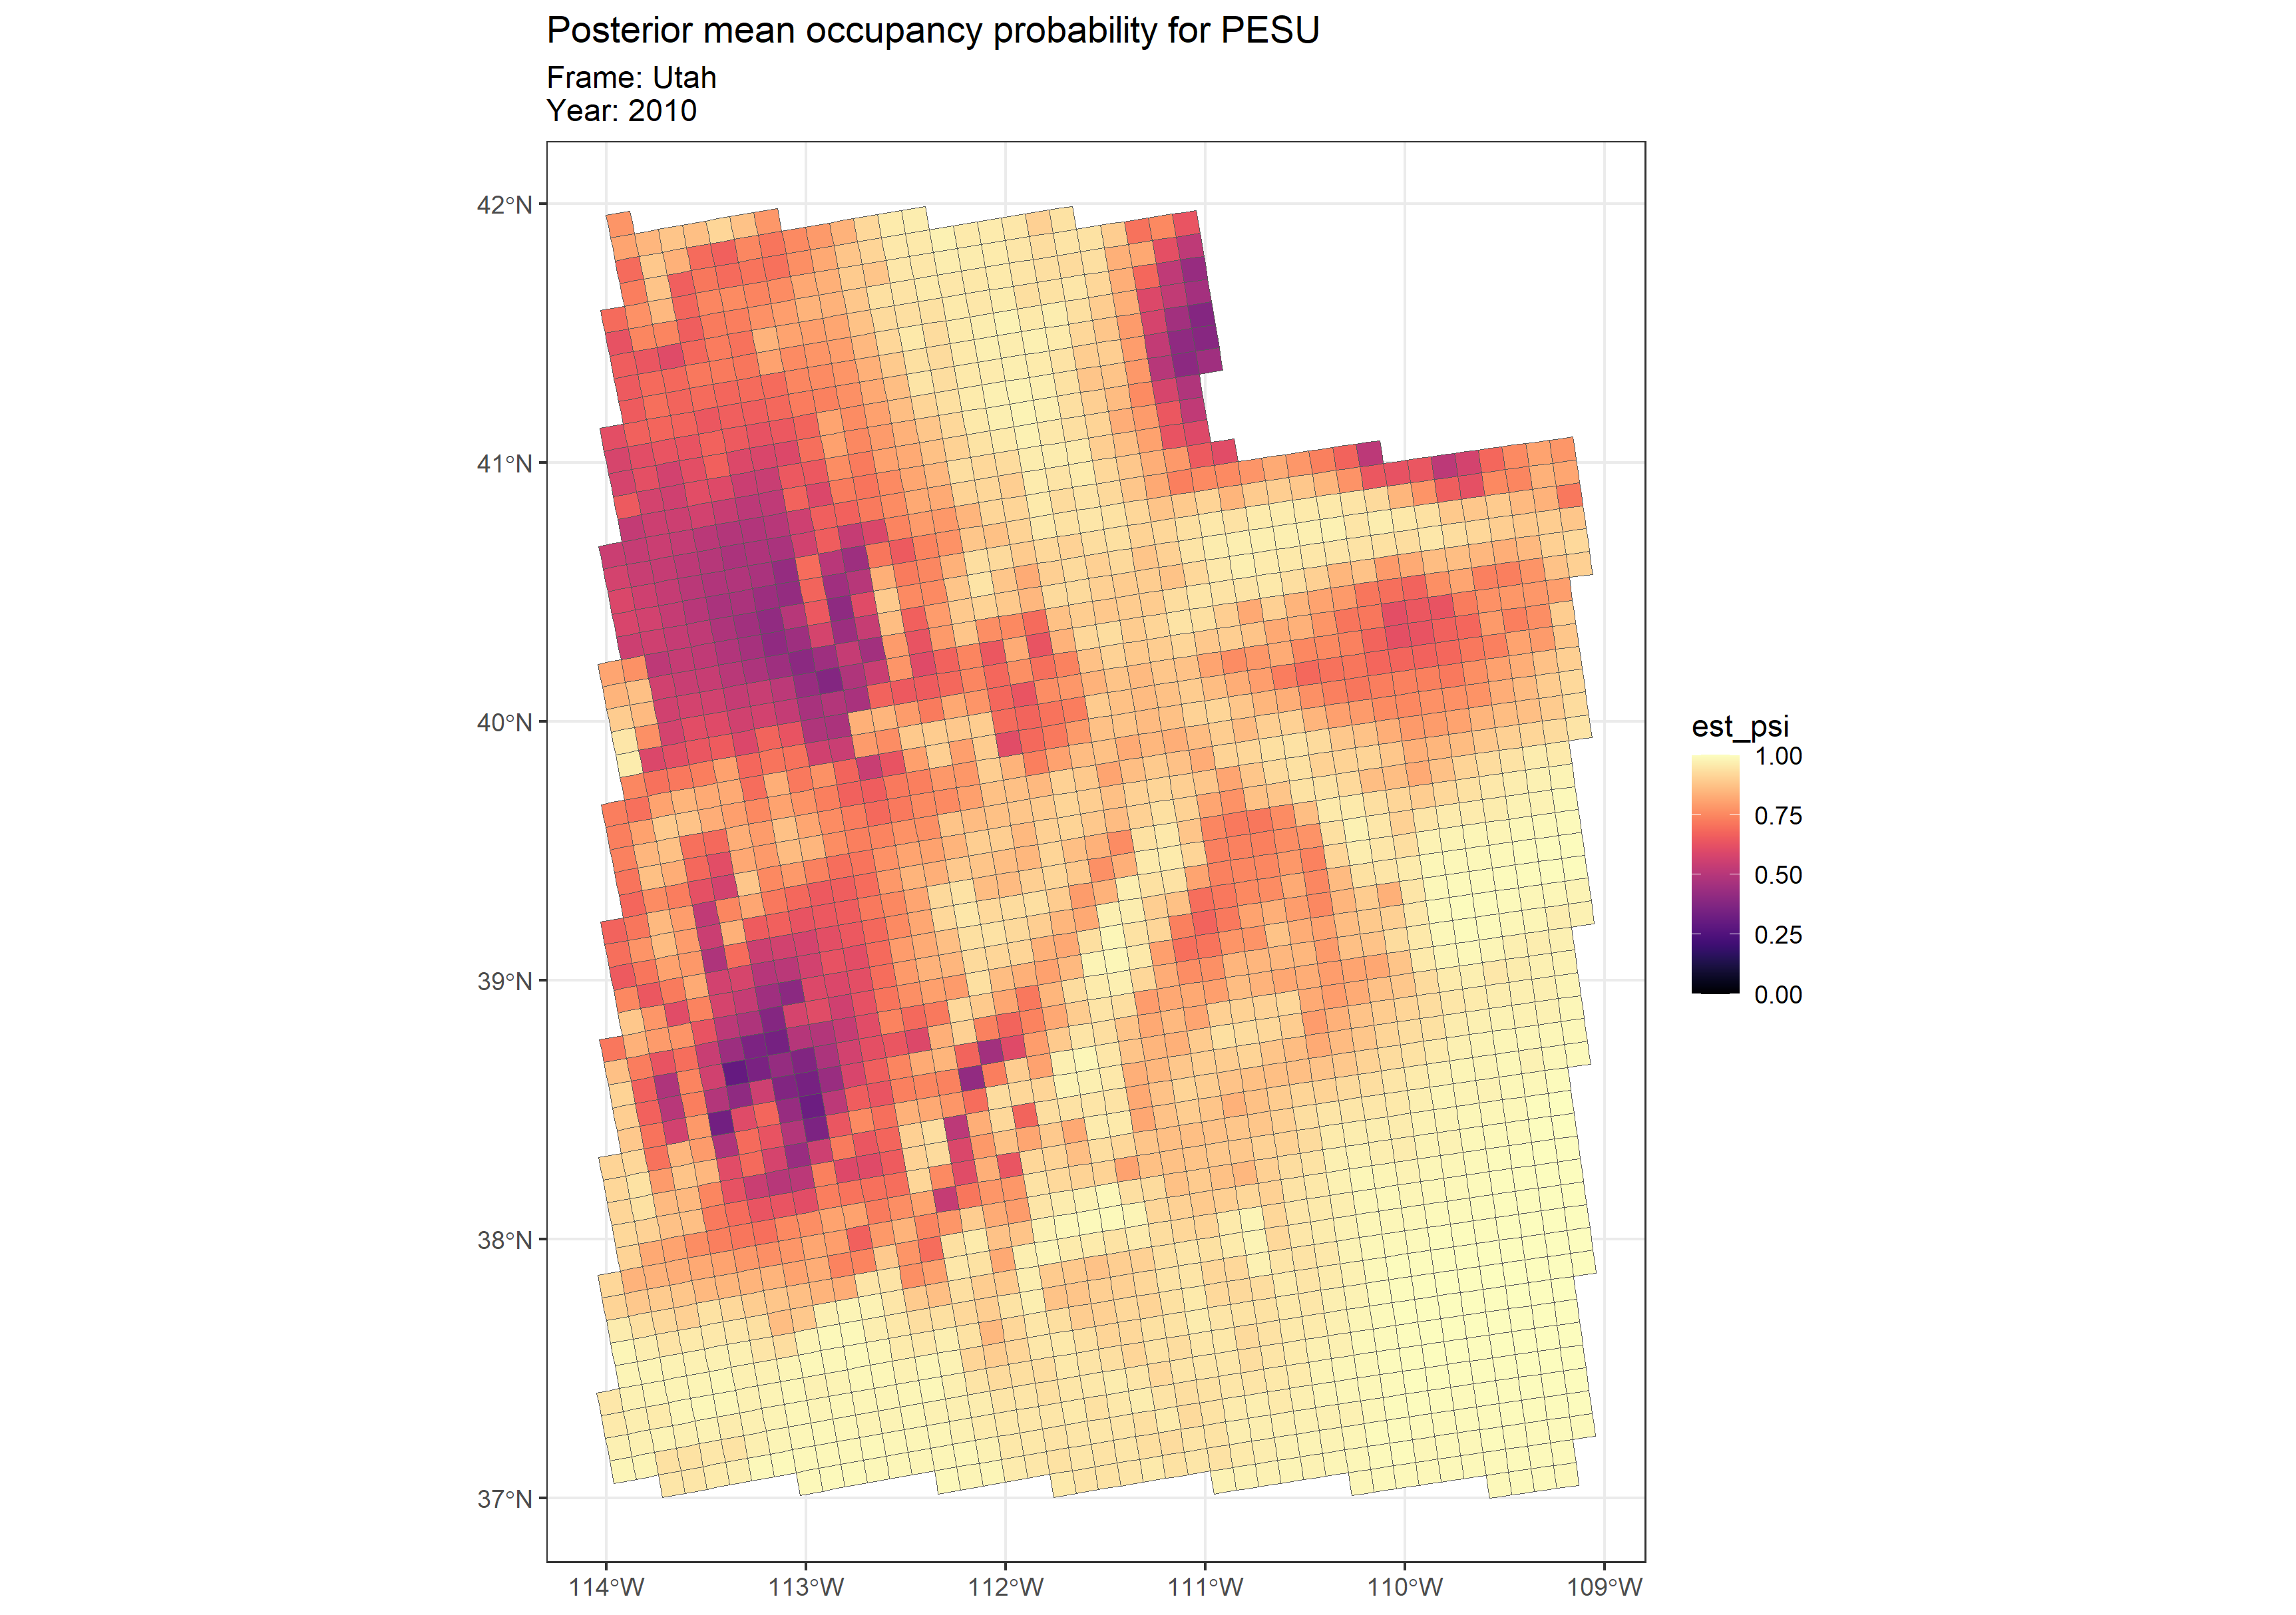 Posterior mean occupancy probability for PESU
Frame: Utah
Year: 2010
42°N
41°N
40°N
39°N
38°N
37°N
114°W
113°W
112°W
111°W
110°W
109°W
est_psi
1.00
0.75
0.50
0.25
0.00